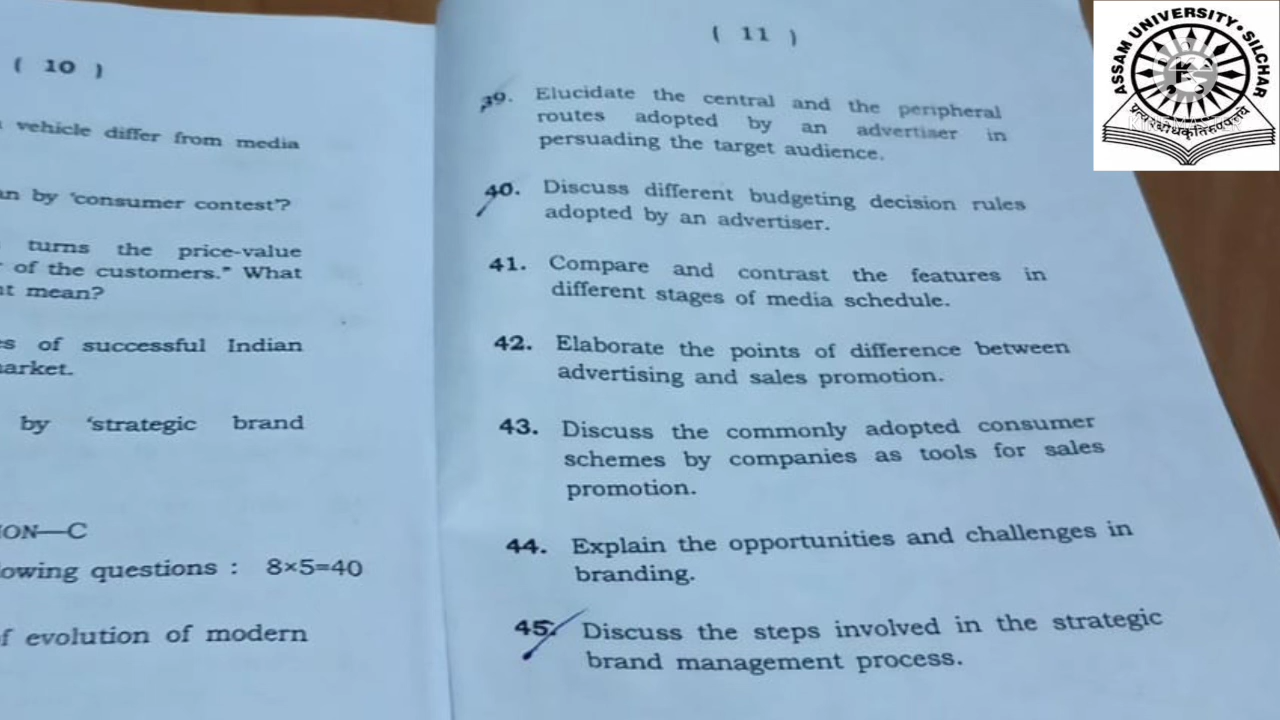 ( 10 )
vehicle differ from media
by 'consumer contest'?
turns the price-value
of the customers." What
mean?
of successful Indian
by 'strategic brand
ION—C
owing questions : 8×5=40
evolution of modern
( 11 )
39. Elucidate the central and the peripheral
routes adopted by an advertiser in
persuading the target audience.
40. Discuss different budgeting decision rules
adopted by an advertiser.
41. Compare and contrast the features in
different stages of media schedule.
42. Elaborate the points of difference between
advertising and sales promotion.
43. Discuss the commonly adopted consumer
schemes by companies as tools for sales
promotion.
44. Explain the opportunities and challenges in
branding.
45. Discuss the steps involved in the strategic
brand management process.
ASSAM UNIVERSITY • SILCHAR